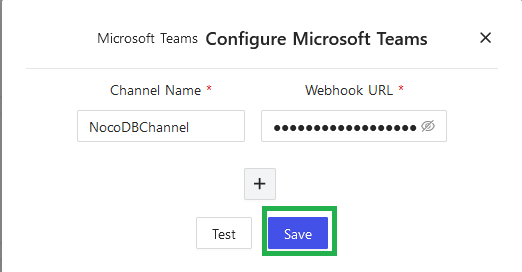 Microsoft Teams Configure Microsoft Teams
Channel Name * Webhook URL *
NocoDBChannel ••••••••••••••••••
+
Test Save